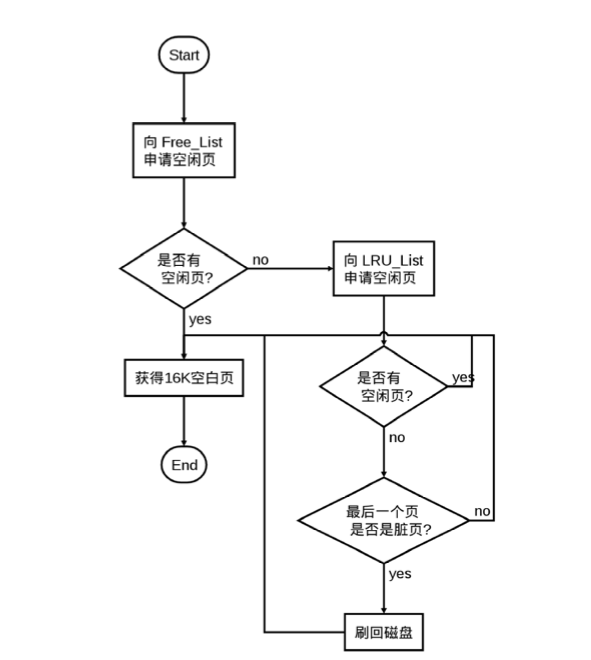 Start
向 Free_List
申请空闲页
是否有
空闲页?
no
向 LRU_List
申请空闲页
yes
获得16K空白页
是否有
空闲页?
yes
no
End
最后一个页
是否是脏页?
no
yes
刷回磁盘